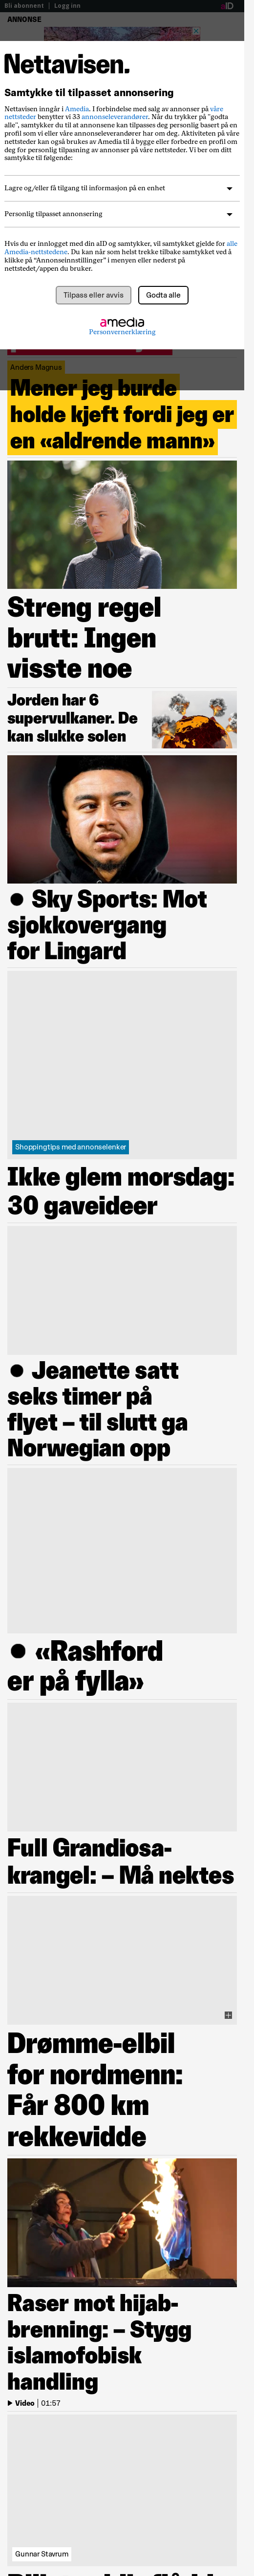 Bli abonnent | Logg inn
aID
ANNONSE
Nettavisen.
Samtykke til tilpasset annonsering
Nettavisen inngår i Amedia. I forbindelse med salg av annonser på våre
nettsteder benytter vi 33 annonseleverandører. Når du trykker på "godta
alle", samtykker du til at annonsene kan tilpasses deg personlig basert på en
profil som vi eller våre annonseleverandører har om deg. Aktiviteten på våre
nettsteder kan også brukes av Amedia til å bygge eller forbedre en profil om
deg for personlig tilpasning av annonser på våre nettsteder. Vi ber om ditt
samtykke til følgende:
Lagre og/eller få tilgang til informasjon på en enhet
Personlig tilpasset annonsering
Hvis du er innlogget med din aID og samtykker, vil samtykket gjelde for alle
Amedia-nettstedene. Du kan når som helst trekke tilbake samtykket ved å
klikke på “Annonseinnstillinger” i menyen eller nederst på
nettstedet/appen du bruker.
Tilpass eller avvis
Godta alle
amedia
Personvernerklæring
Anders Magnus
Mener jeg burde
holde kjeft fordi jeg er
en «aldrende mann»
Streng regel
brutt: Ingen
visste noe
Jorden har 6
supervulkaner. De
kan slukke solen
● Sky Sports: Mot
sjokkovergang
for Lingard
Shoppingtips med annonselenker
Ikke glem morsdag:
30 gaveideer
● Jeanette satt
seks timer på
flyet – til slutt ga
Norwegian opp
● «Rashford
er på fylla»
Full Grandiosa-
krangel: – Må nektes
Drømme-elbil
for nordmenn:
Får 800 km
rekkevidde
Raser mot hijab-
brenning: – Stygg
islamofobisk
handling
Video | 01:57
Gunnar Stavrum